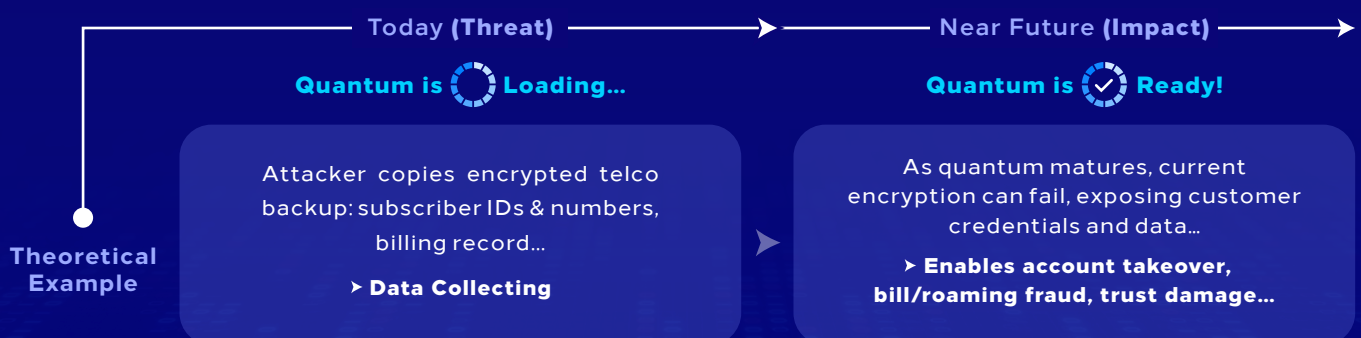 Today (Threat)
Near Future (Impact)
Quantum is Loading...
Quantum is Ready!
Theoretical
Example
Attacker copies encrypted telco
backup: subscriber IDs & numbers,
billing record...
➤ Data Collecting
As quantum matures, current
encryption can fail, exposing customer
credentials and data...
➤ Enables account takeover,
bill/roaming fraud, trust damage...